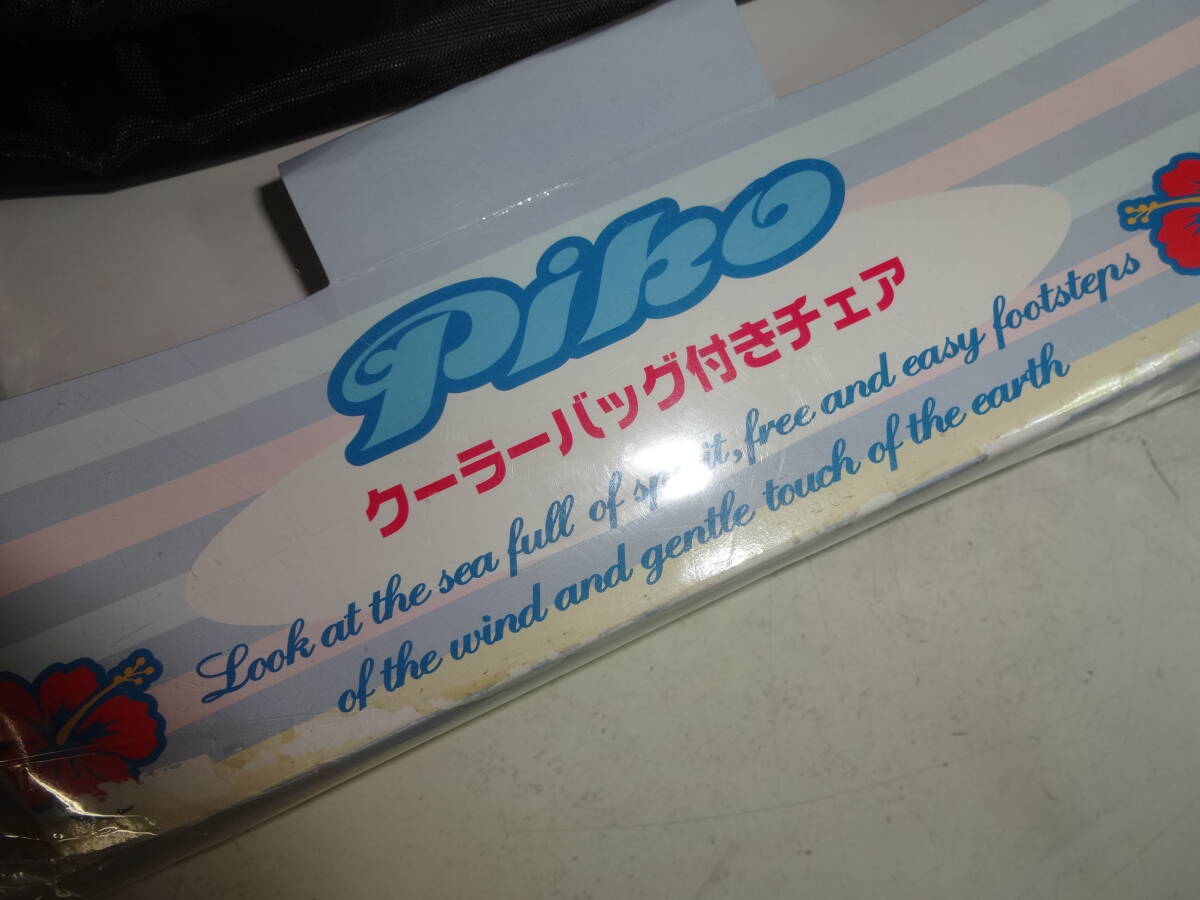 Piko
クーラーバッグ付きチェア
Look at the sea full of spirit, free and easy footsteps
of the wind and gentle touch of the earth